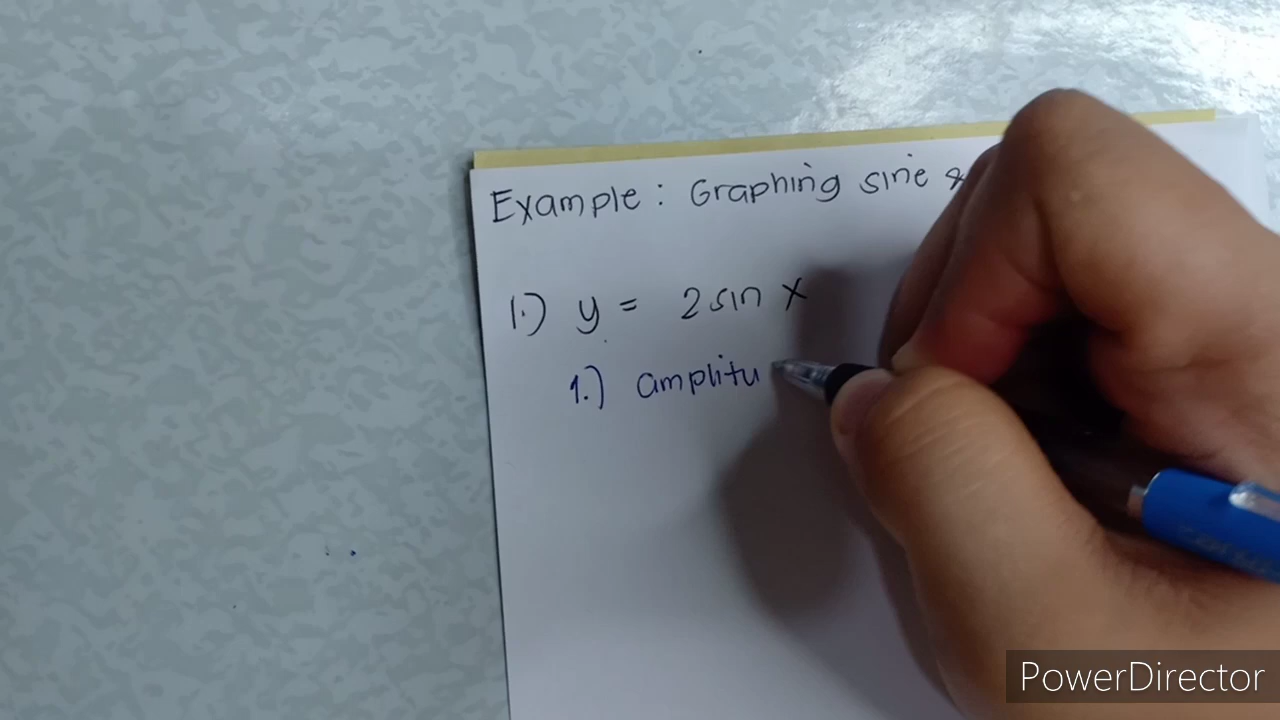 Example : Graphing sine &
1.) y = 2 sin x
1.) amplitu
PowerDirector